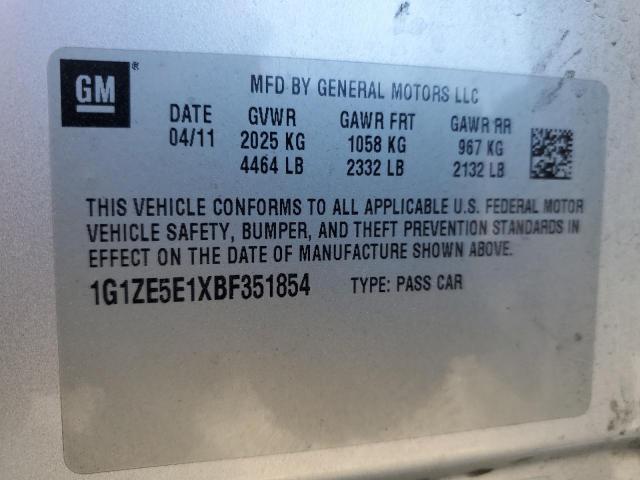 GM ®
MFD BY GENERAL MOTORS LLC
DATE GVWR GAWR FRT GAWR RR
04/11 2025 KG 1058 KG 967 KG
4464 LB 2332 LB 2132 LB
THIS VEHICLE CONFORMS TO ALL APPLICABLE U.S. FEDERAL MOTOR
VEHICLE SAFETY, BUMPER, AND THEFT PREVENTION STANDARDS IN
EFFECT ON THE DATE OF MANUFACTURE SHOWN ABOVE.
1G1ZE5E1XBF351854 TYPE: PASS CAR